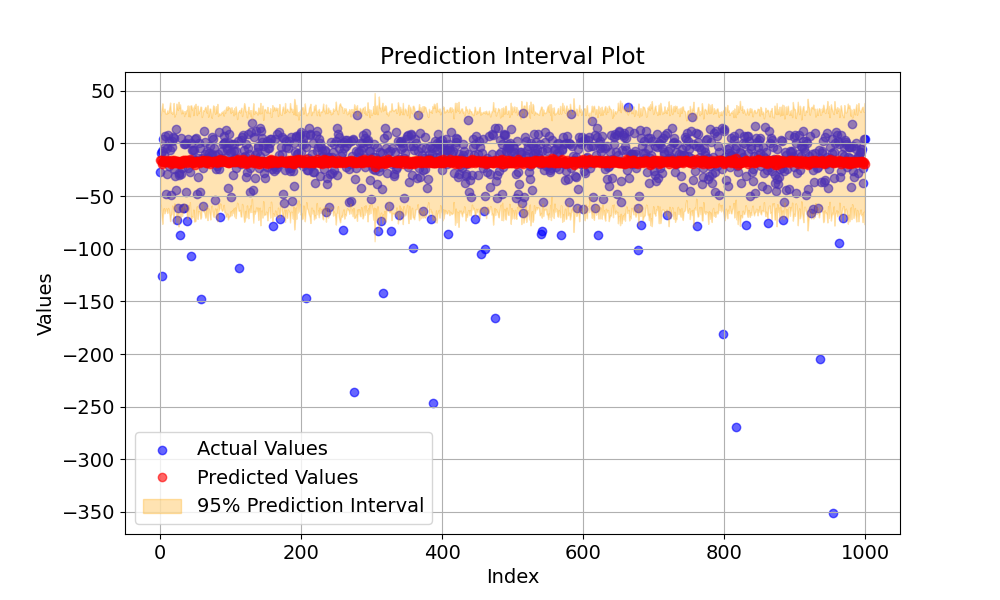 Prediction Interval Plot
50
0
−50
−100
−150
−200
−250
−300
−350
Values
Actual Values
Predicted Values
95% Prediction Interval
0
200
400
600
800
1000
Index